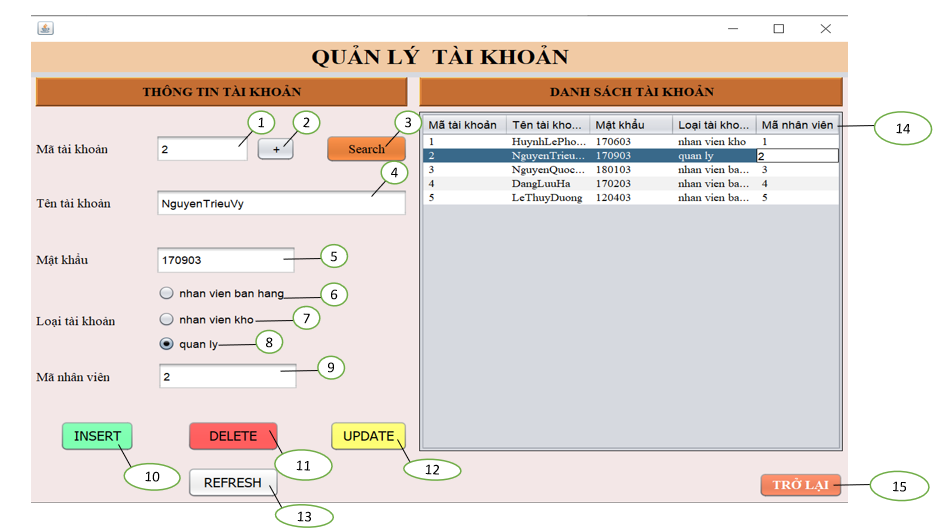 QUẢN LÝ TÀI KHOẢN
THÔNG TIN TÀI KHOẢN
DANH SÁCH TÀI KHOẢN
Mã tài khoản
2
+
Search
1
2
3
Tên tài khoản
NguyenTrieuVy
4
Mật khẩu
170903
5
Loại tài khoản
nhan vien ban hang
6
nhan vien kho
7
quan ly
8
Mã nhân viên
2
9
INSERT
DELETE
UPDATE
10
11
12
REFRESH
13
Mã tài khoản Tên tài kho... Mật khẩu Loại tài kho... Mã nhân viên
14
1 HuynhLePho... 170603 nhan vien kho 1
2 NguyenTrieu... 170903 quan ly 2
3 NguyenQuoc... 180103 nhan vien ba... 3
4 DangLuuHa 170203 nhan vien ba... 4
5 LeThuyDuong 120403 nhan vien ba... 5
TRỞ LẠI
15